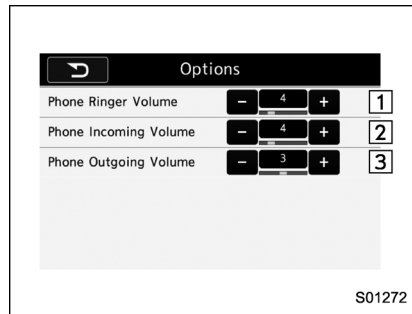 Options
Phone Ringer Volume - 4 + 1
Phone Incoming Volume - 4 + 2
Phone Outgoing Volume - 3 + 3
S01272